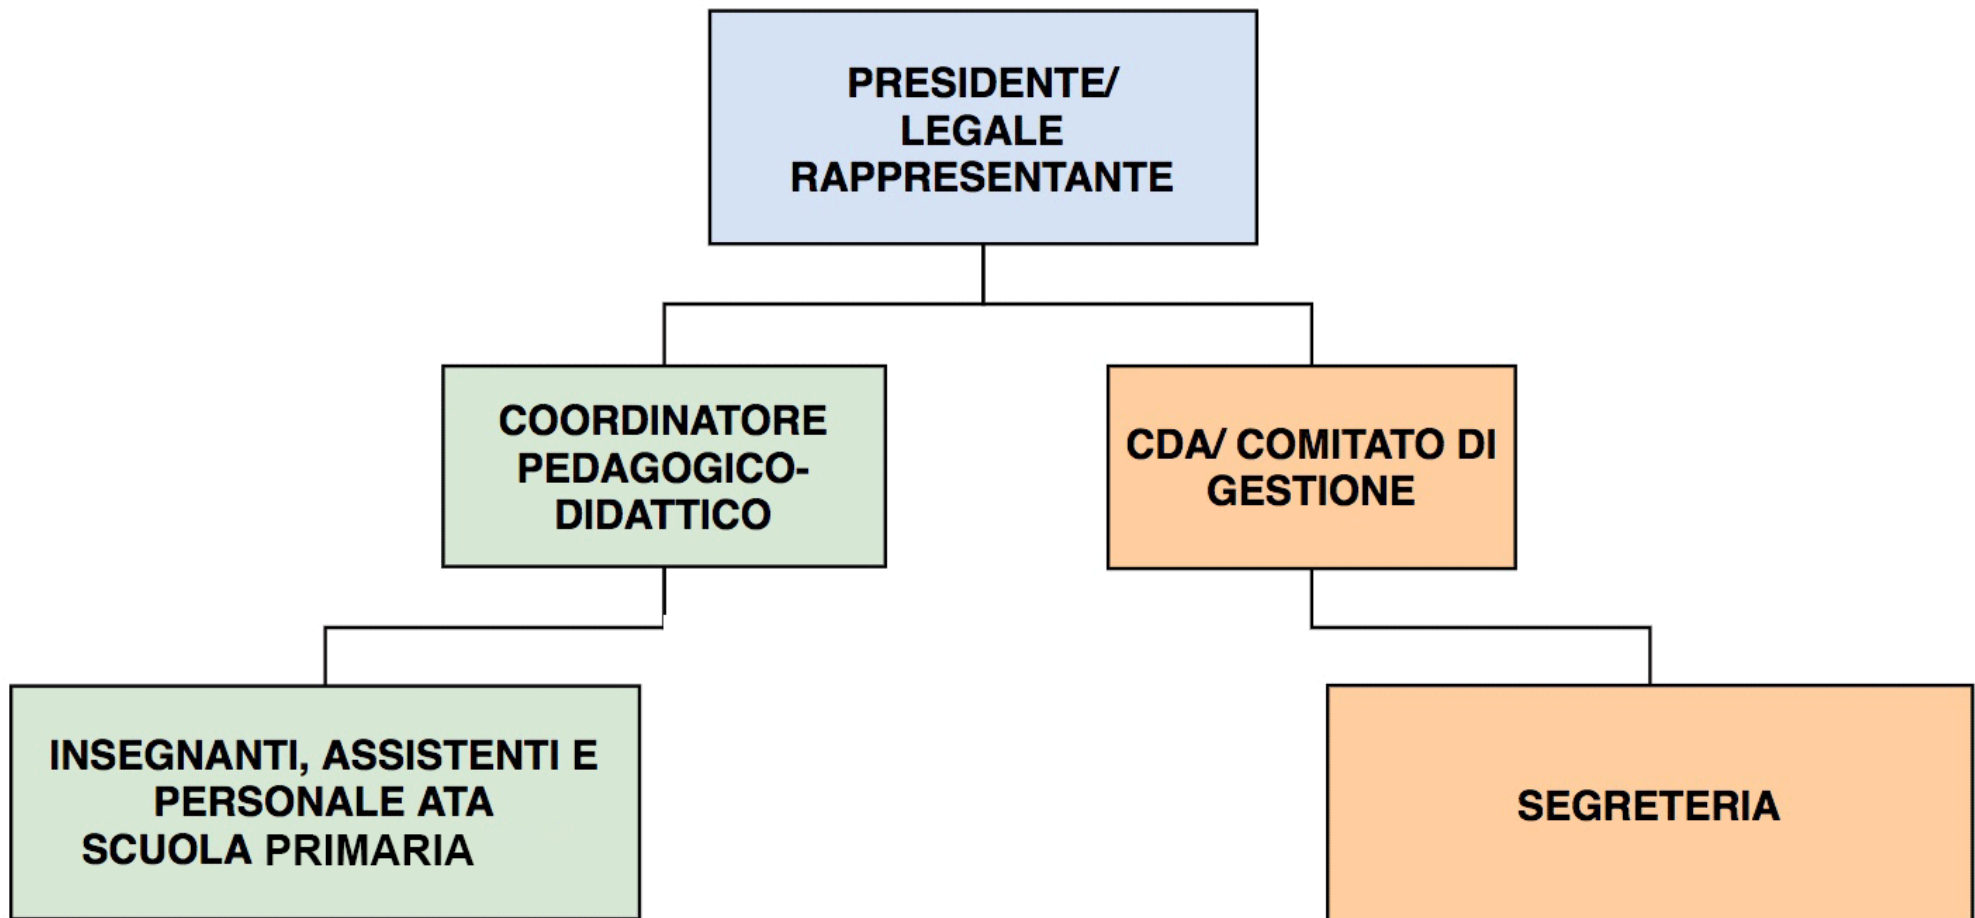 PRESIDENTE/
LEGALE
RAPPRESENTANTE
COORDINATORE
PEDAGOGICO-
DIDATTICO
CDA/ COMITATO DI
GESTIONE
INSEGNANTI, ASSISTENTI E
PERSONALE ATA
SCUOLA PRIMARIA
SEGRETERIA